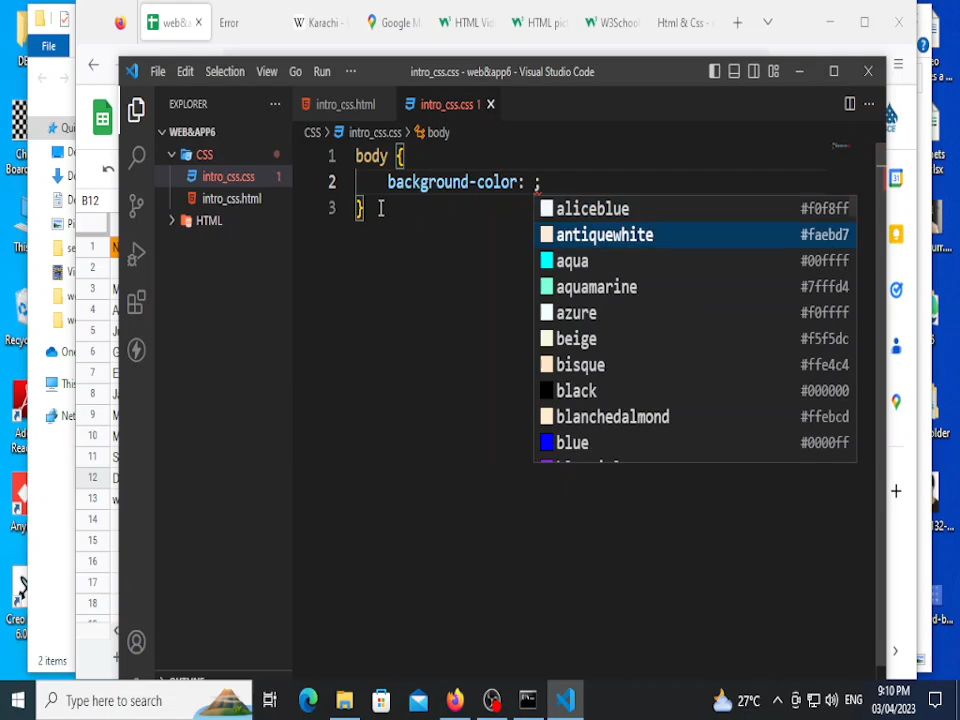 File
web&a
Error
Karachi -
Google M
HTML Vid
HTML pict
W3School
Html & Css -
File Edit Selection View Go Run ...
intro_css.css - web&app6 - Visual Studio Code
EXPLORER
intro_css.html
intro_css.css 1
WEB&APP6
CSS
intro_css.css 1
intro_css.html
HTML
CSS > intro_css.css > body
1 body {
2 background-color: ;
3 }
aliceblue #f0f8ff
antiquewhite #faebd7
aqua #00ffff
aquamarine #7fffd4
azure #f0ffff
beige #f5f5dc
bisque #ffe4c4
black #000000
blanchedalmond #ffebcd
blue #0000ff
B12
1
2
3
4
5
6
7
8
9
10
11
12
13
14
15
16
17
18
Qui
This
Net
2 items
Type here to search
27°C
ENG
9:10 PM
03/04/2023